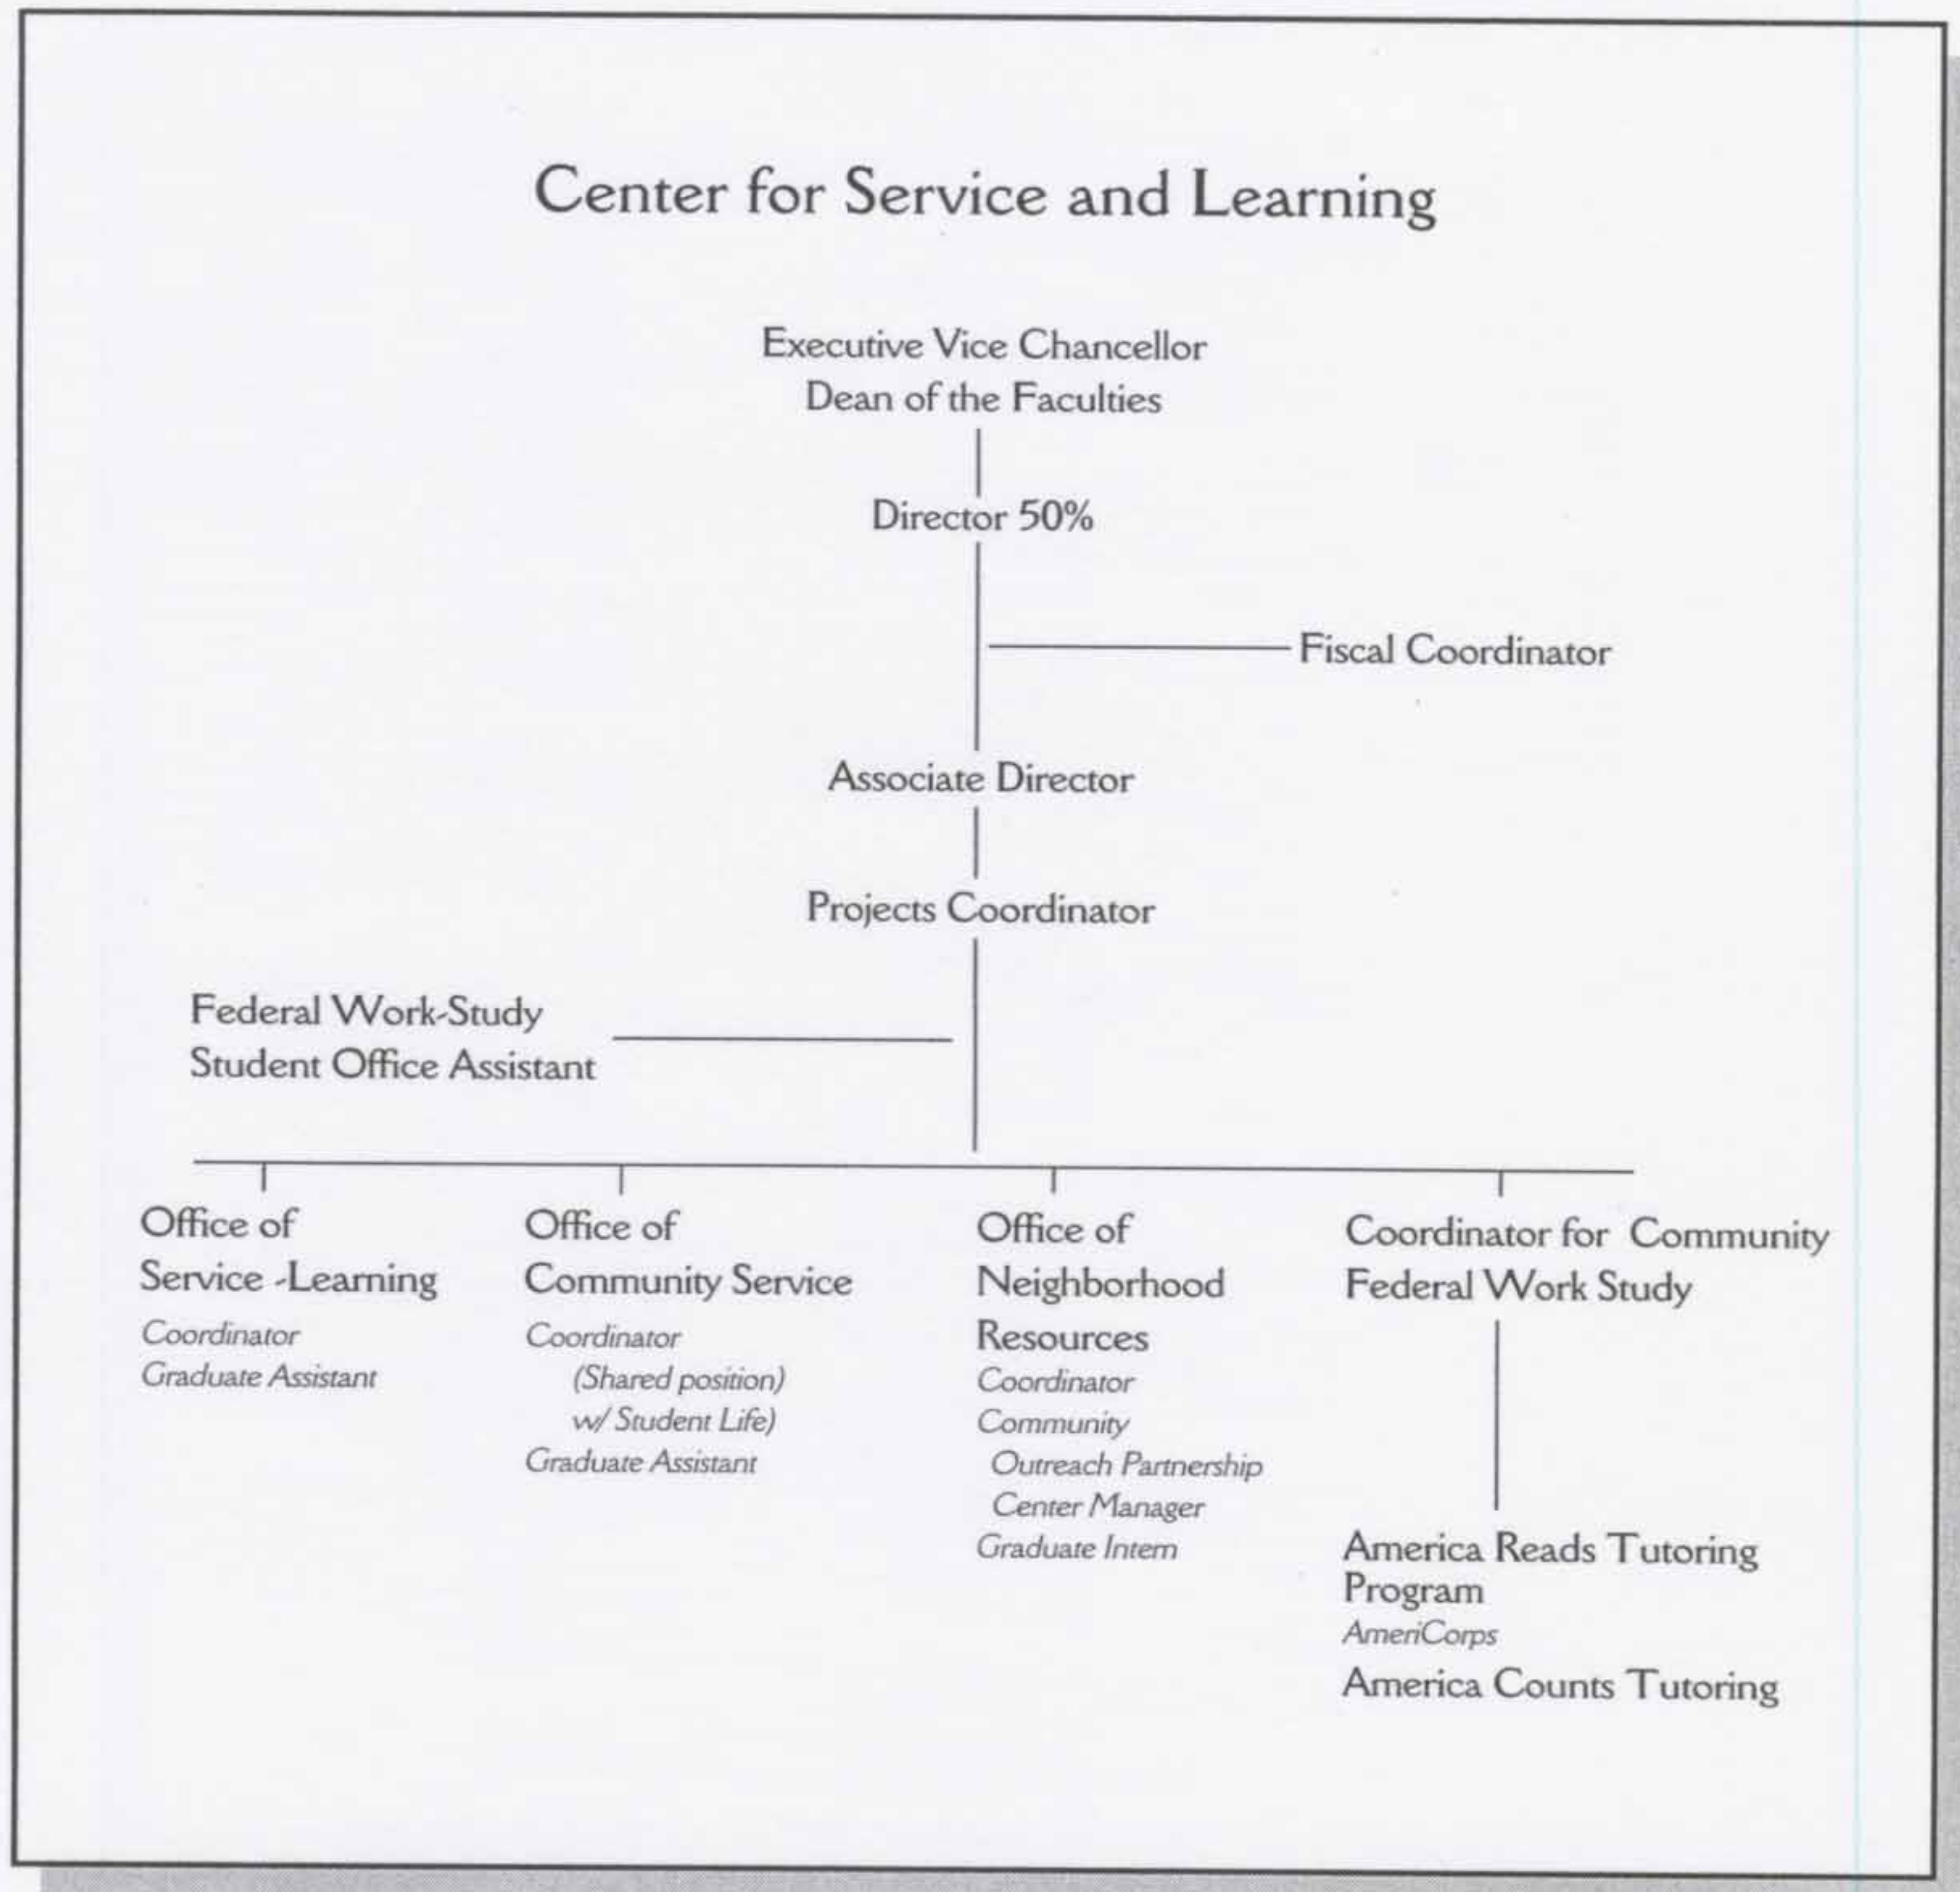 Center for Service and Learning
Executive Vice Chancellor
Dean of the Faculties
Director 50%
Fiscal Coordinator
Associate Director
Projects Coordinator
Federal Work-Study
Student Office Assistant
Office of
Service -Learning
Coordinator
Graduate Assistant
Office of
Community Service
Coordinator
(Shared position)
w/ Student Life)
Graduate Assistant
Office of
Neighborhood
Resources
Coordinator
Community
Outreach Partnership
Center Manager
Graduate Intern
Coordinator for Community
Federal Work Study
America Reads Tutoring
Program
AmeriCorps
America Counts Tutoring